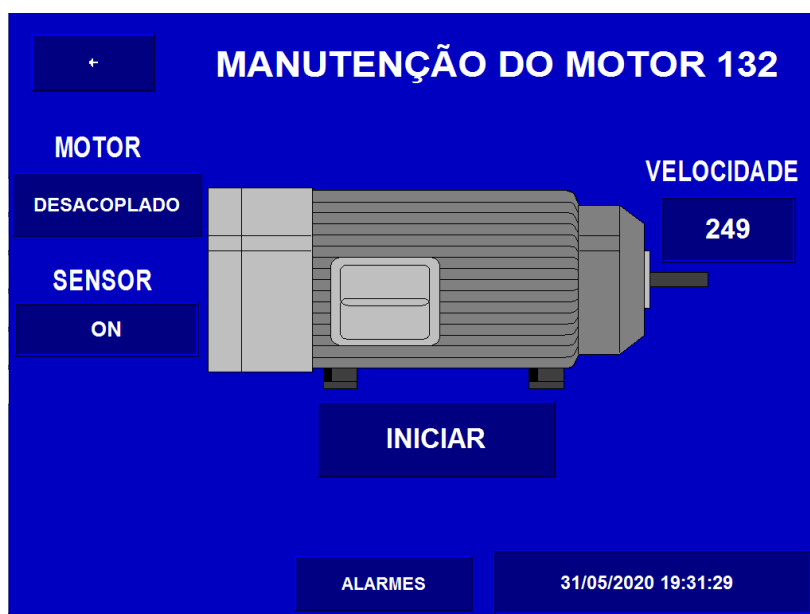 ←
MANUTENÇÃO DO MOTOR 132
MOTOR
DESACOPLADO
VELOCIDADE
249
SENSOR
ON
INICIAR
ALARMES
31/05/2020 19:31:29